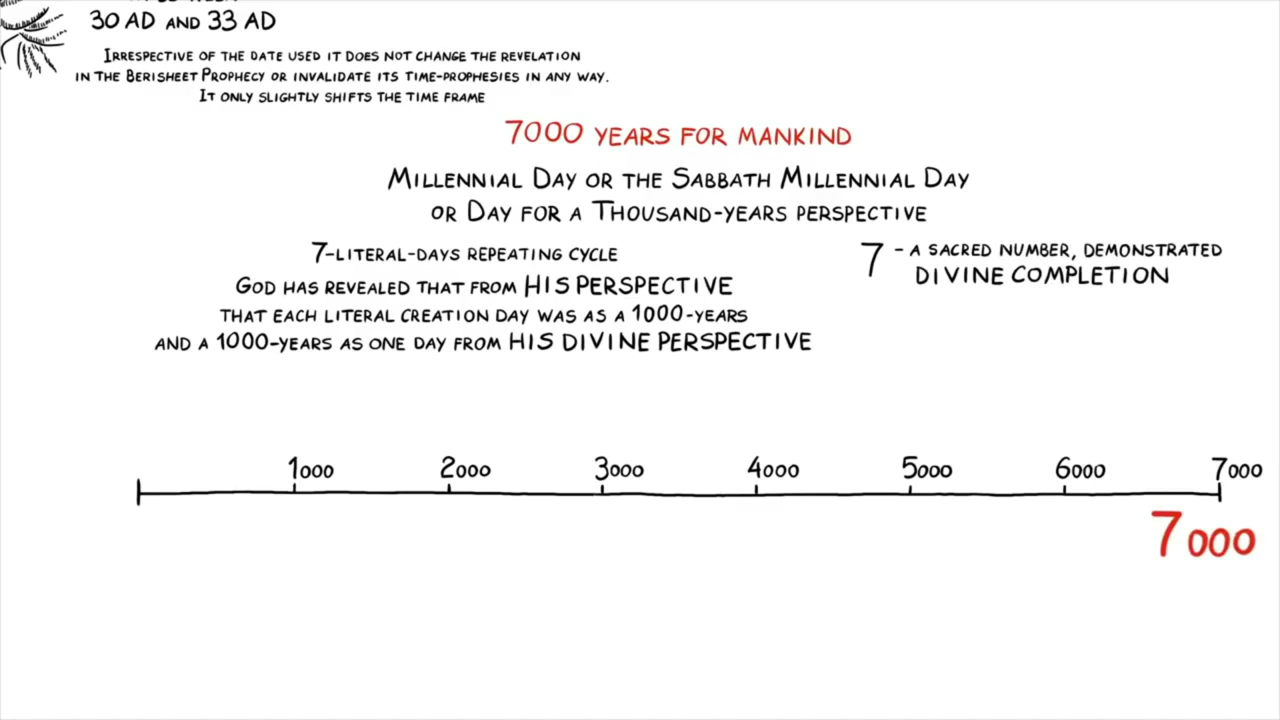 30 AD AND 33 AD
IRRESPECTIVE OF THE DATE USED IT DOES NOT CHANGE THE REVELATION
IN THE BERISHEET PROPHECY OR INVALIDATE ITS TIME-PROPHESIES IN ANY WAY.
IT ONLY SLIGHTLY SHIFTS THE TIME FRAME
7000 YEARS FOR MANKIND
MILLENNIAL DAY OR THE SABBATH MILLENNIAL DAY
OR DAY FOR A THOUSAND-YEARS PERSPECTIVE
7-LITERAL-DAYS REPEATING CYCLE
GOD HAS REVEALED THAT FROM HIS PERSPECTIVE
THAT EACH LITERAL CREATION DAY WAS AS A 1000-YEARS
AND A 1000-YEARS AS ONE DAY FROM HIS DIVINE PERSPECTIVE
7 - A SACRED NUMBER, DEMONSTRATED
DIVINE COMPLETION
1000 2000 3000 4000 5000 6000 7000
7000